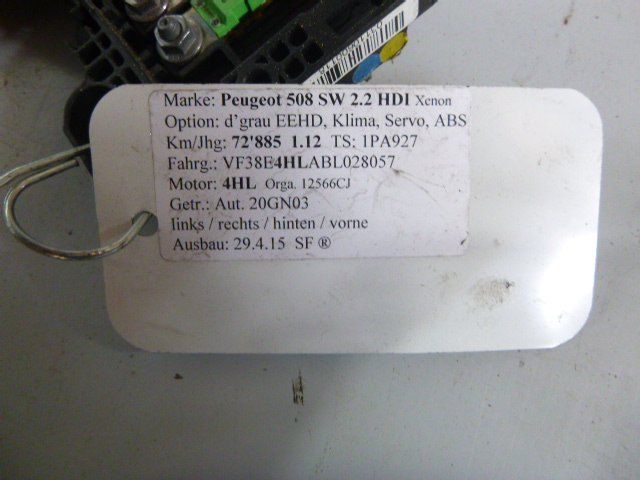 Marke: Peugeot 508 SW 2.2 HDI Xenon
Option: d'grau EEHD, Klima, Servo, ABS
Km/Jhg: 72'885 1.12 TS: 1PA927
Fahrg.: VF38E4HLABL028057
Motor: 4HL Orga. 12566CJ
Getr.: Aut. 20GN03
links / rechts / hinten / vorne
Ausbau: 29.4.15 SF ®